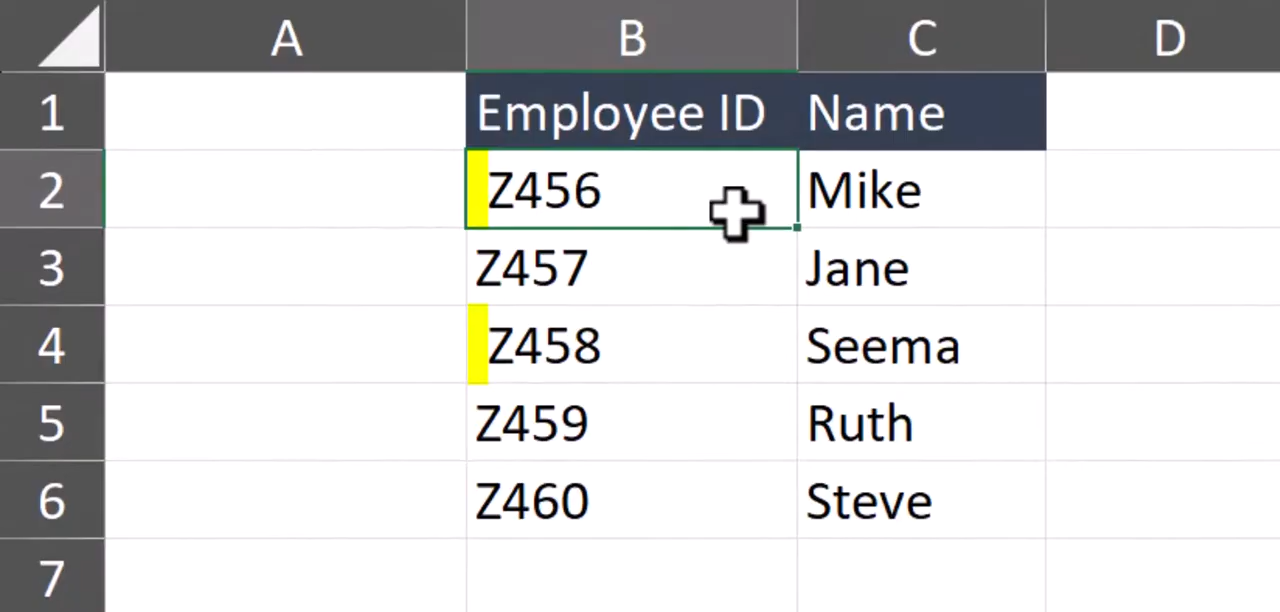 A B C D
1 Employee ID Name
2 Z456 Mike
3 Z457 Jane
4 Z458 Seema
5 Z459 Ruth
6 Z460 Steve
7